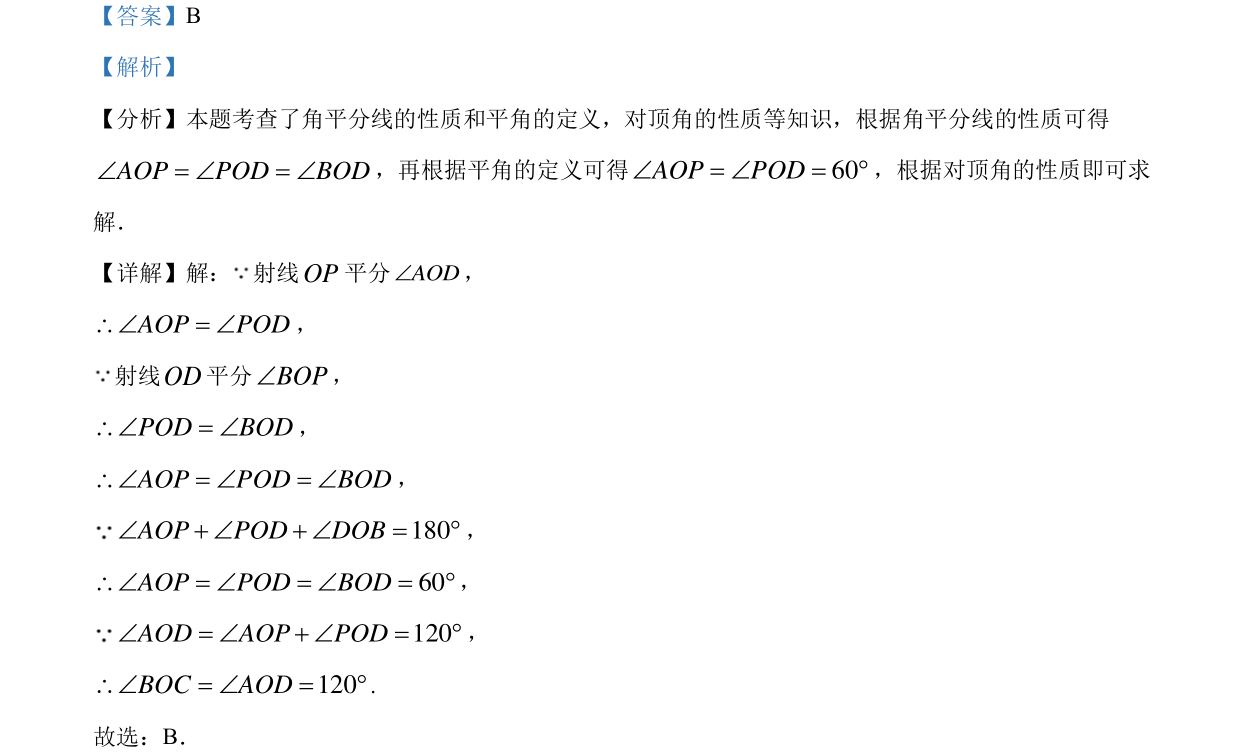 【答案】B
【解析】
【分析】本题考查了角平分线的性质和平角的定义，对顶角的性质等知识，根据角平分线的性质可得
∠AOP = ∠POD = ∠BOD，再根据平角的定义可得∠AOP = ∠POD = 60°，根据对顶角的性质即可求
解．
【详解】解：∵射线OP平分∠AOD，
∴∠AOP = ∠POD，
∵射线OD平分∠BOP，
∴∠POD = ∠BOD，
∴∠AOP = ∠POD = ∠BOD，
∵∠AOP + ∠POD + ∠DOB = 180°，
∴∠AOP = ∠POD = ∠BOD = 60°，
∵∠AOD = ∠AOP + ∠POD = 120°，
∴∠BOC = ∠AOD = 120°．
故选：B．